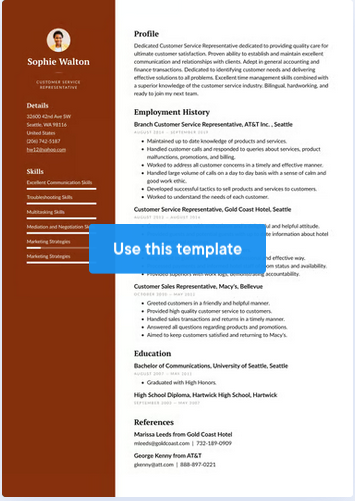 Sophie Walton
CUSTOMER SERVICE
REPRESENTATIVE
Details
32600 42nd Ave SW
Seattle, WA 98116
United States
(206) 742-5187
hw12@yahoo.com
Skills
Excellent Communication Skills
Troubleshooting Skills
Multitasking Skills
Mediation and Negotiation
Marketing Strategies
Marketing Strategies
Profile
Dedicated Customer Service Representative dedicated to providing quality care for
ultimate customer satisfaction. Proven ability to establish and maintain excellent
communication and relationships with clients. Adept in general accounting and
finance transactions. Dedicated to identifying customer needs and delivering
effective solutions to all problems. Excellent time management skills combined with
a superior knowledge of the customer service industry. Bilingual, hardworking, and
ready to join my next team.
Employment History
Branch Customer Service Representative, AT&T Inc. , Seattle
AUGUST 2014 — SEPTEMBER 2019
• Maintained up to date knowledge of products and services.
• Handled customer calls and responded to queries about services, product
malfunctions, promotions, and billing.
• Worked to address all customer concerns in a timely and effective manner.
• Handled large volume of calls on a day to day basis with a sense of calm and
good work ethic.
• Developed successful tactics to sell products and services to customers.
• Worked to understand the needs of each customer.
Customer Service Representative, Gold Coast Hotel, Seattle
and helpful attitude.
information about hotel
Use this template
and effective way.
room status and availability.
• Provided superiors with work logs, demonstrating accountability.
Customer Sales Representative, Macy's, Bellevue
• Greeted customers in a friendly and helpful manner.
• Provided high quality customer service to customers.
• Handled sales transactions and returns in a timely manner.
• Answered all questions regarding products and promotions.
• Aimed to keep customers satisfied and returning to Macy's.
Education
Bachelor of Communications, University of Seattle, Seattle
• Graduated with High Honors.
High School Diploma, Hartwick High School, Hartwick
References
Marissa Leeds from Gold Coast Hotel
mleeds@goldcoast.com | 732-189-0909
George Kenny from AT&T
gkenny@att.com | 888-897-0221